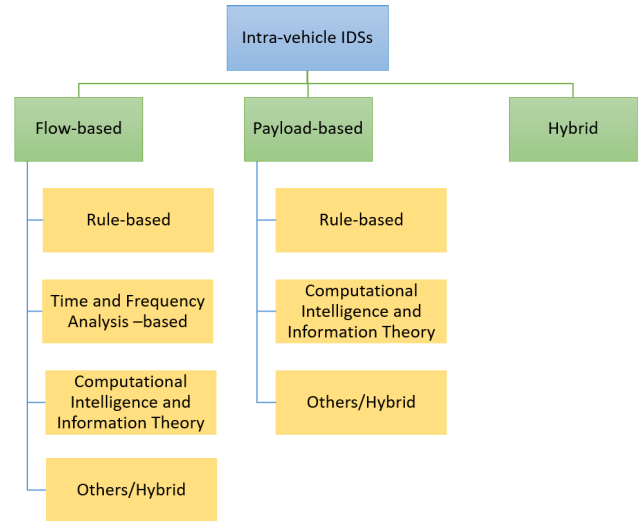 Intra-vehicle IDSs
Flow-based
Payload-based
Hybrid
Rule-based
Time and Frequency
Analysis –based
Computational
Intelligence and
Information Theory
Others/Hybrid
Rule-based
Computational
Intelligence and
Information Theory
Others/Hybrid